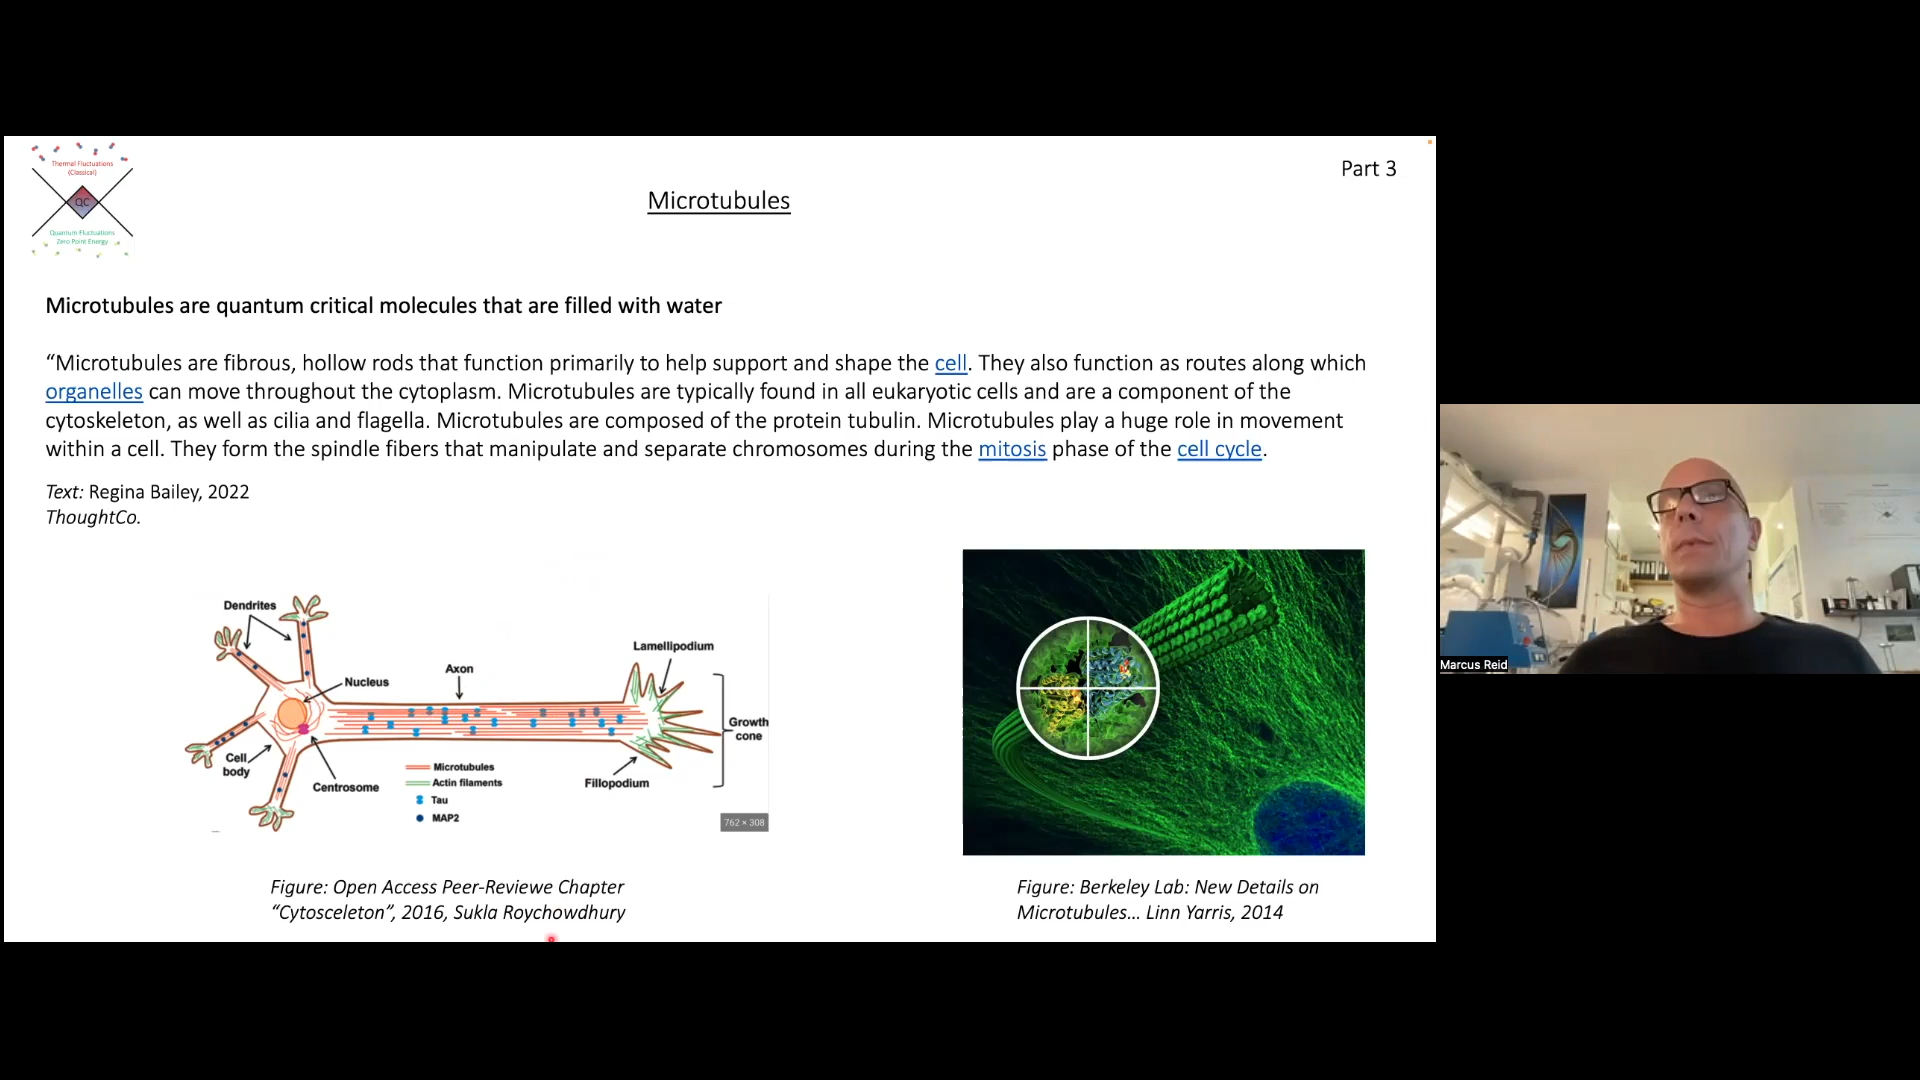 Thermal Fluctuations
(Classical)
QC
Quantum Fluctuations
Zero Point Energy
Part 3
Microtubules
Microtubules are quantum critical molecules that are filled with water
“Microtubules are fibrous, hollow rods that function primarily to help support and shape the cell. They also function as routes along which
organelles can move throughout the cytoplasm. Microtubules are typically found in all eukaryotic cells and are a component of the
cytoskeleton, as well as cilia and flagella. Microtubules are composed of the protein tubulin. Microtubules play a huge role in movement
within a cell. They form the spindle fibers that manipulate and separate chromosomes during the mitosis phase of the cell cycle.
Text: Regina Bailey, 2022
ThoughtCo.
Dendrites
Nucleus
Axon
Lamellipodium
Growth
cone
Cell
body
Centrosome
Fillopodium
Microtubules
Actin filaments
Tau
MAP2
762 × 308
Figure: Open Access Peer-Reviewe Chapter
“Cytosceleton”, 2016, Sukla Roychowdhury
Figure: Berkeley Lab: New Details on
Microtubules... Linn Yarris, 2014
Marcus Reid